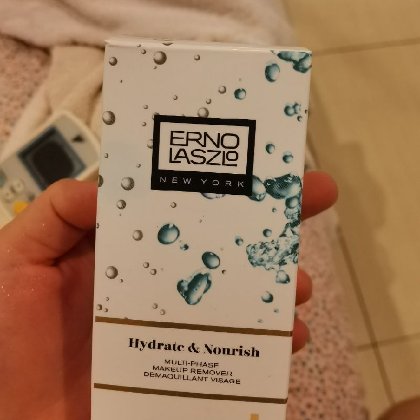 ERNO
LASZLO
NEW YORK
Hydrate & Nourish
MULTI-PHASE
MAKEUP REMOVER
DÉMAQUILLANT VISAGE